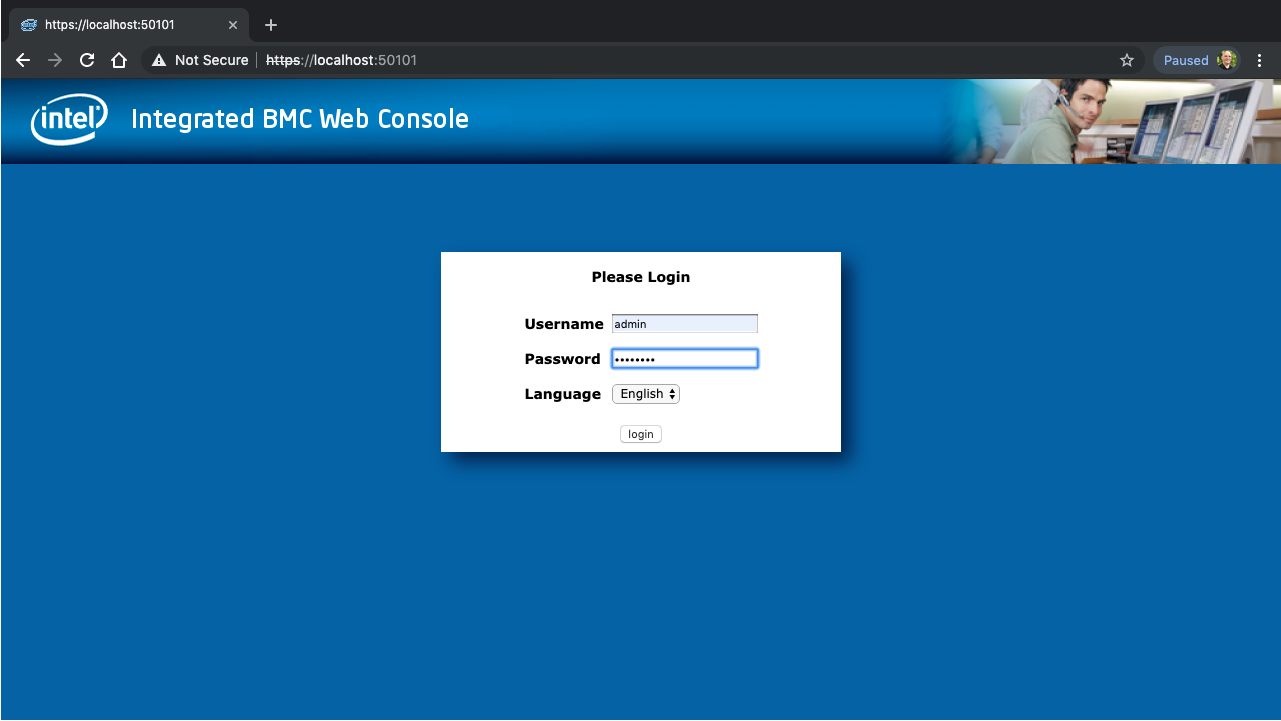 https://localhost:50101
Not Secure https://localhost:50101 Paused
intel® Integrated BMC Web Console
Please Login
Username admin
Password ••••••••
Language English
login